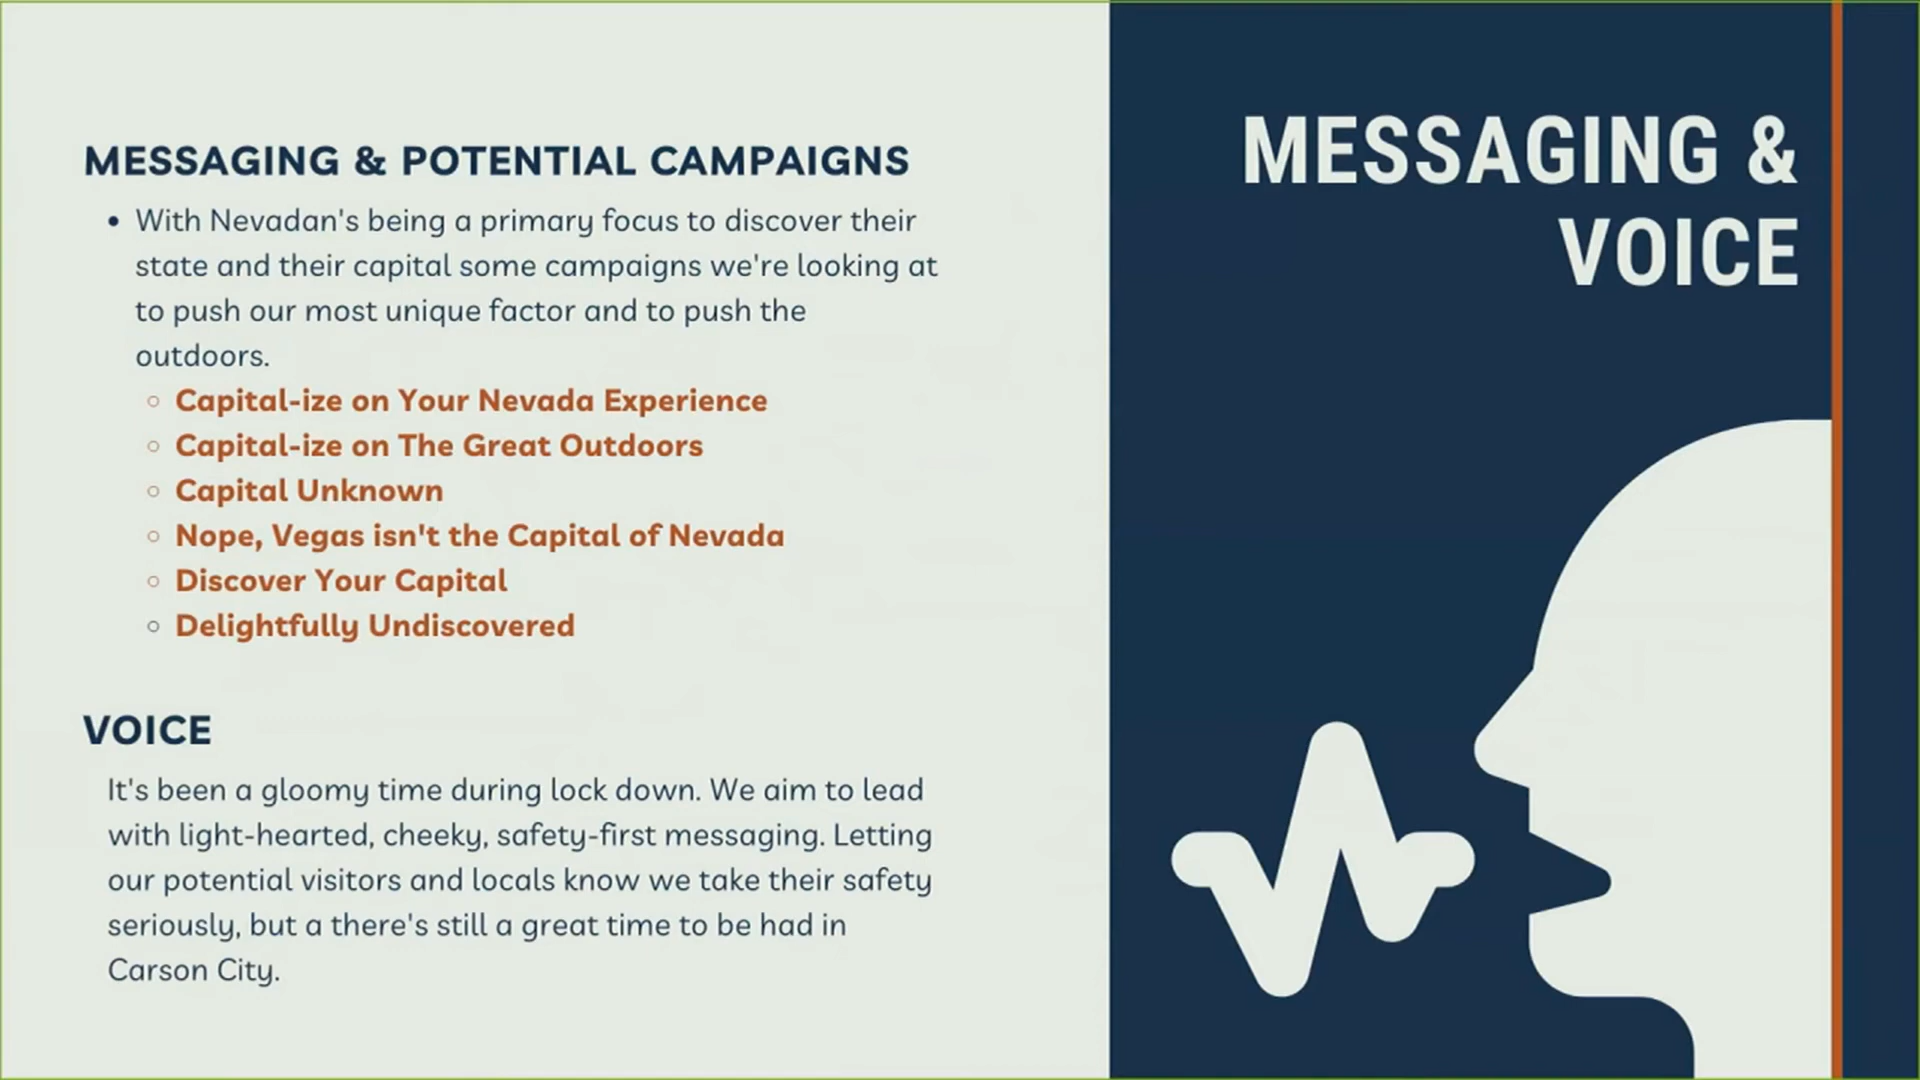 MESSAGING & POTENTIAL CAMPAIGNS
• With Nevadan's being a primary focus to discover their
state and their capital some campaigns we're looking at
to push our most unique factor and to push the
outdoors.
○ Capital-ize on Your Nevada Experience
○ Capital-ize on The Great Outdoors
○ Capital Unknown
○ Nope, Vegas isn't the Capital of Nevada
○ Discover Your Capital
○ Delightfully Undiscovered
VOICE
It's been a gloomy time during lock down. We aim to lead
with light-hearted, cheeky, safety-first messaging. Letting
our potential visitors and locals know we take their safety
seriously, but a there's still a great time to be had in
Carson City.
MESSAGING &
VOICE